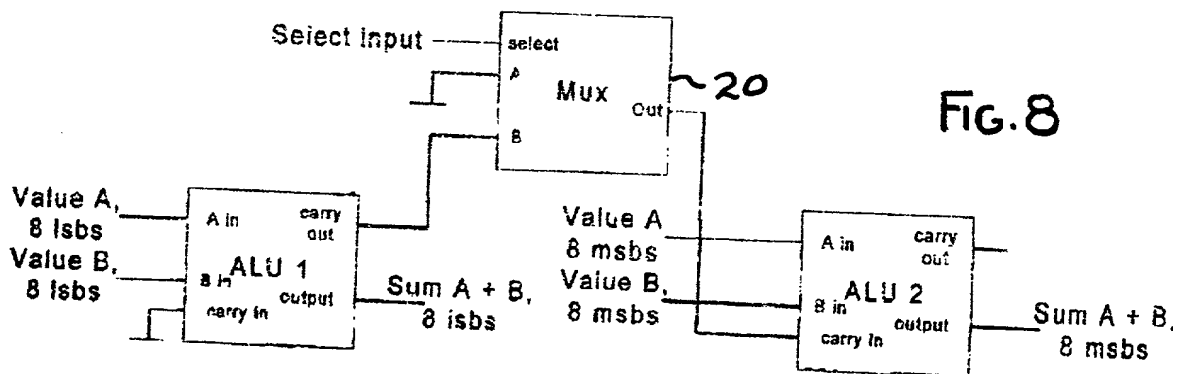 Select Input
select
A
Mux
20
Out
B
FIG. 8
Value A,
8 lsbs
A in
carry
out
Value B,
8 lsbs
B in
ALU 1
output
carry in
Sum A + B,
8 lsbs
Value A
8 msbs
A in
carry
out
Value B,
8 msbs
B in
ALU 2
output
carry in
Sum A + B,
8 msbs